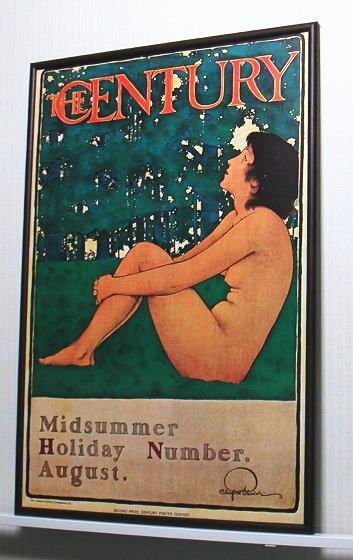 THE CENTURY
Midsummer
Holiday Number.
August.
SECOND PRIZE, CENTURY POSTER CONTEST